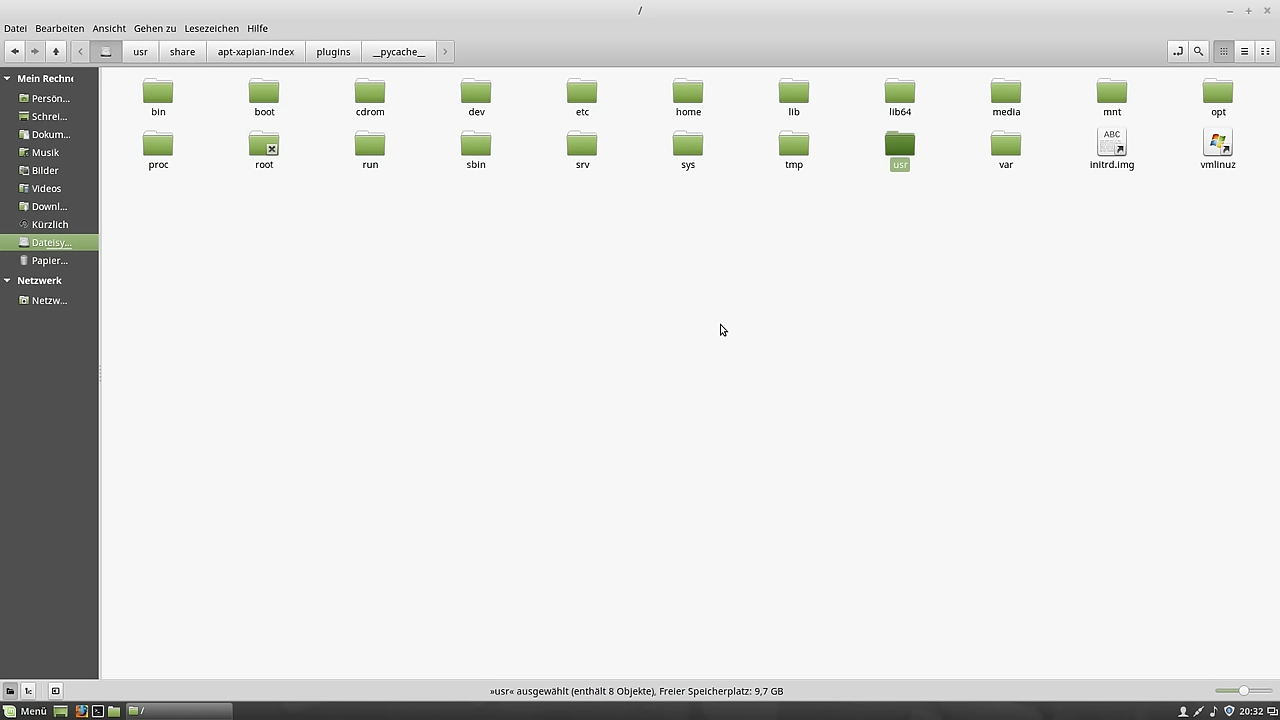 /
Datei Bearbeiten Ansicht Gehen zu Lesezeichen Hilfe
usr share apt-xapian-index plugins __pycache__
Mein Rechne
Persön...
Schrei...
Dokum...
Musik
Bilder
Videos
Downl...
Kürzlich
Dateisy...
Papier...
Netzwerk
Netzw...
bin boot cdrom dev etc home lib lib64 media mnt opt
ABC
proc root run sbin srv sys tmp usr var initrd.img vmlinuz
»usr« ausgewählt (enthält 8 Objekte), Freier Speicherplatz: 9,7 GB
Menü / 20:32